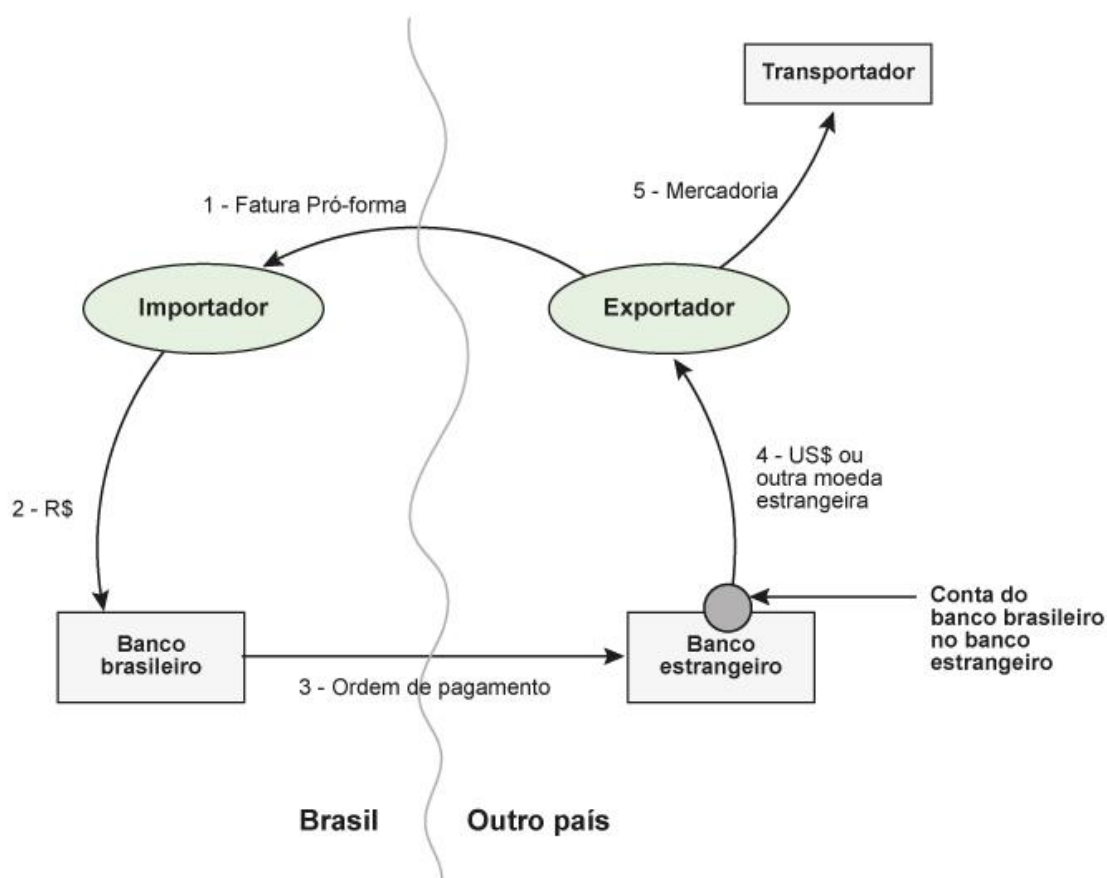 Transportador
5 - Mercadoria
1 - Fatura Pró-forma
Importador
Exportador
4 - US$ ou
outra moeda
estrangeira
2 - R$
Conta do
banco brasileiro
no banco
estrangeiro
Banco
brasileiro
Banco
estrangeiro
3 - Ordem de pagamento
Brasil
Outro país